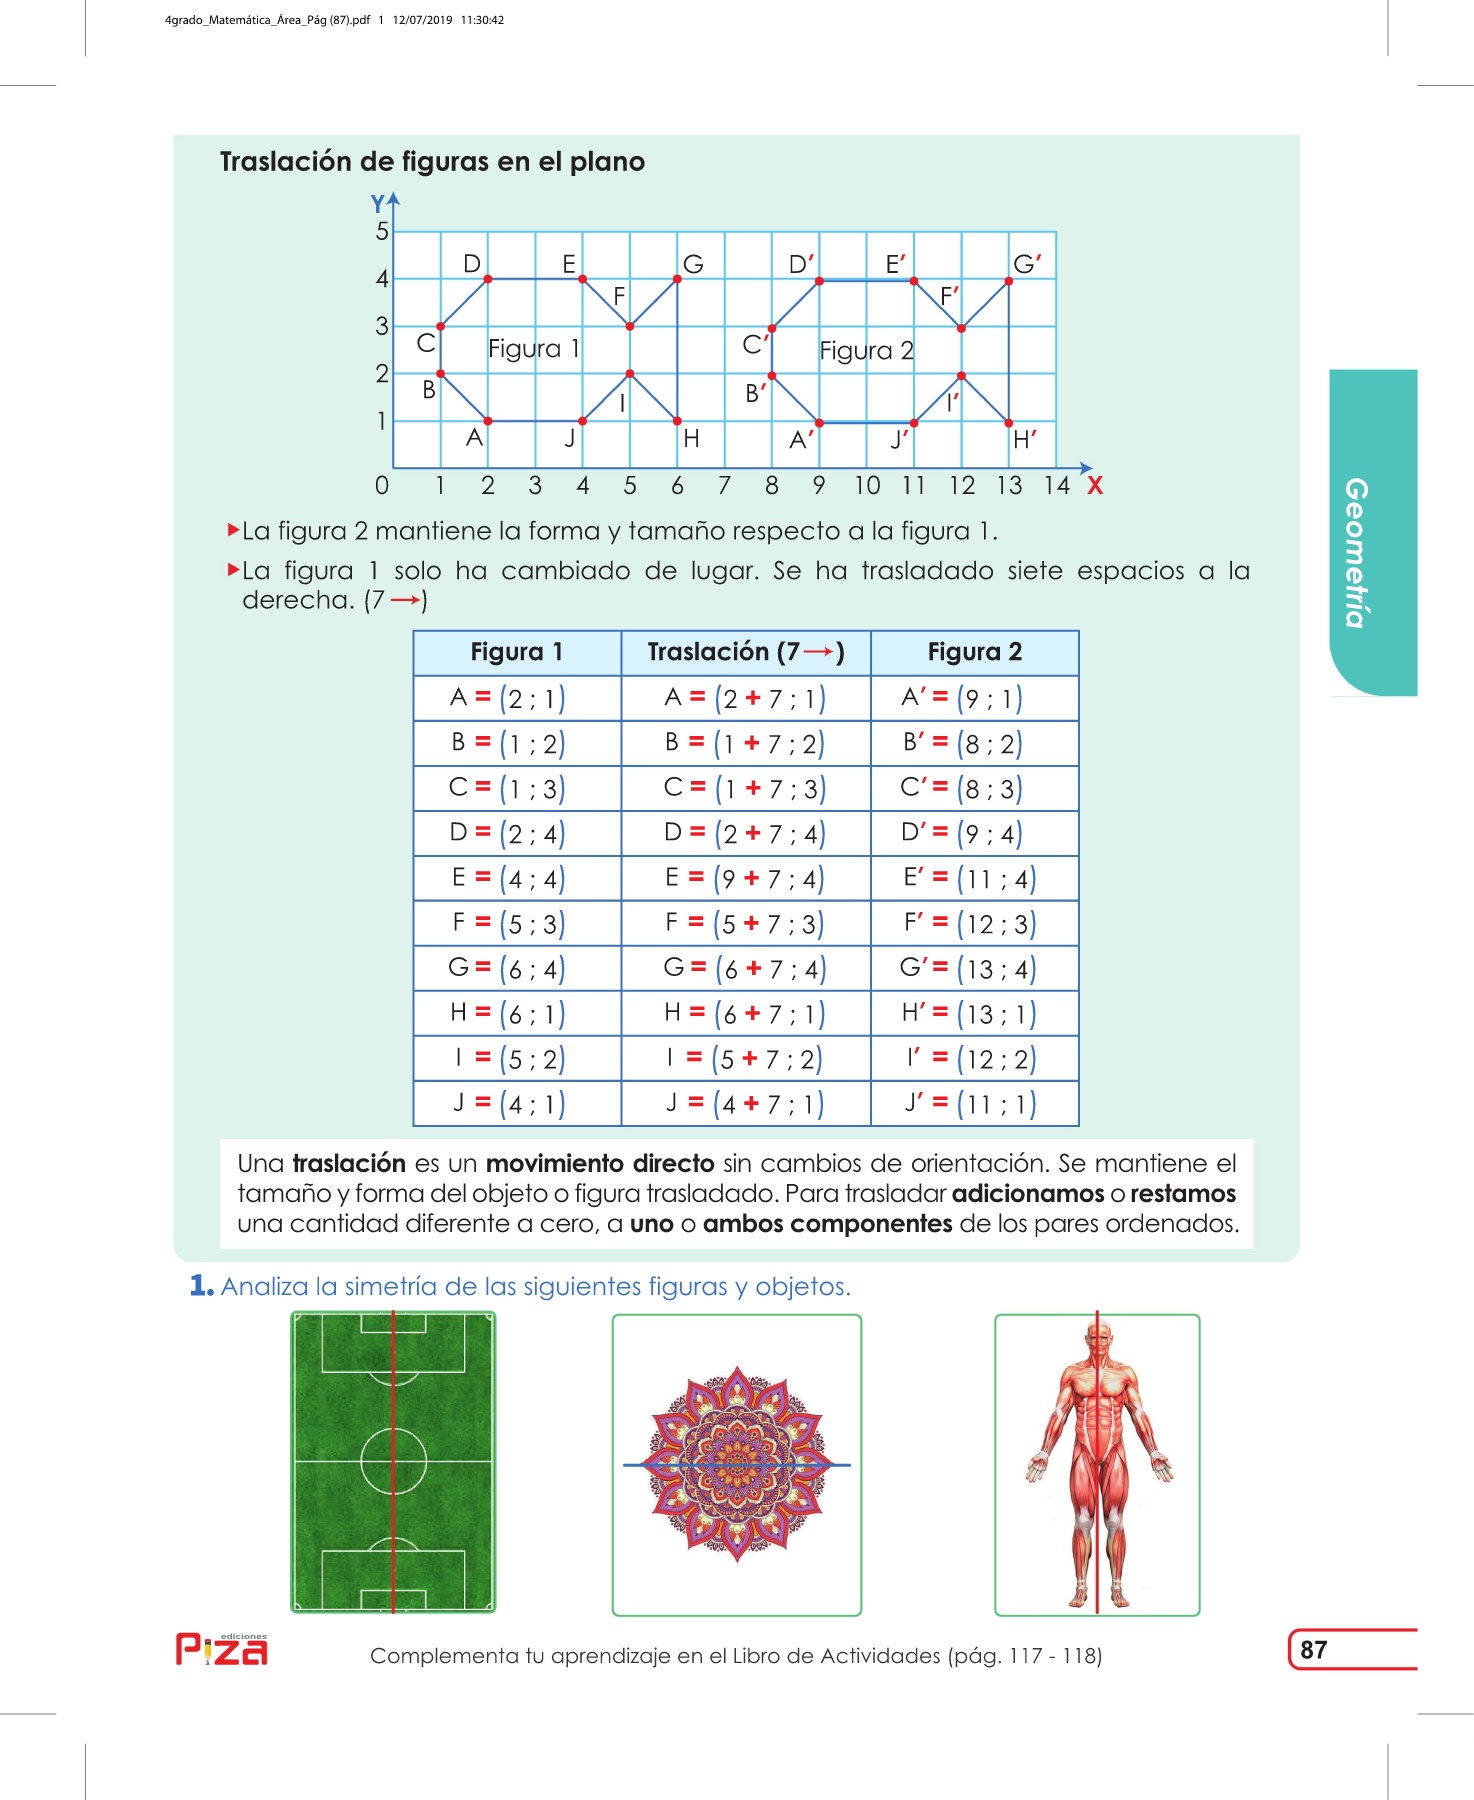 4grado_Matemática_Área_Pág (87).pdf 1 12/07/2019 11:30:42
Traslación de figuras en el plano
Y
5
D E G D′ E′ G′
4
F F′
3
C Figura 1 C′ Figura 2
2
B I B′ I′
1
A J H A′ J′ H′
0 1 2 3 4 5 6 7 8 9 10 11 12 13 14 X
La figura 2 mantiene la forma y tamaño respecto a la figura 1.
La figura 1 solo ha cambiado de lugar. Se ha trasladado siete espacios a la
derecha. (7 →)
Figura 1 Traslación (7 →) Figura 2
A = (2 ; 1) A = (2 + 7 ; 1) A′ = (9 ; 1)
B = (1 ; 2) B = (1 + 7 ; 2) B′ = (8 ; 2)
C = (1 ; 3) C = (1 + 7 ; 3) C′ = (8 ; 3)
D = (2 ; 4) D = (2 + 7 ; 4) D′ = (9 ; 4)
E = (4 ; 4) E = (9 + 7 ; 4) E′ = (11 ; 4)
F = (5 ; 3) F = (5 + 7 ; 3) F′ = (12 ; 3)
G = (6 ; 4) G = (6 + 7 ; 4) G′ = (13 ; 4)
H = (6 ; 1) H = (6 + 7 ; 1) H′ = (13 ; 1)
I = (5 ; 2) I = (5 + 7 ; 2) I′ = (12 ; 2)
J = (4 ; 1) J = (4 + 7 ; 1) J′ = (11 ; 1)
Una traslación es un movimiento directo sin cambios de orientación. Se mantiene el
tamaño y forma del objeto o figura trasladado. Para trasladar adicionamos o restamos
una cantidad diferente a cero, a uno o ambos componentes de los pares ordenados.
Geometría
1. Analiza la simetría de las siguientes figuras y objetos.
ediciones
Piza
Complementa tu aprendizaje en el Libro de Actividades (pág. 117 - 118)
87